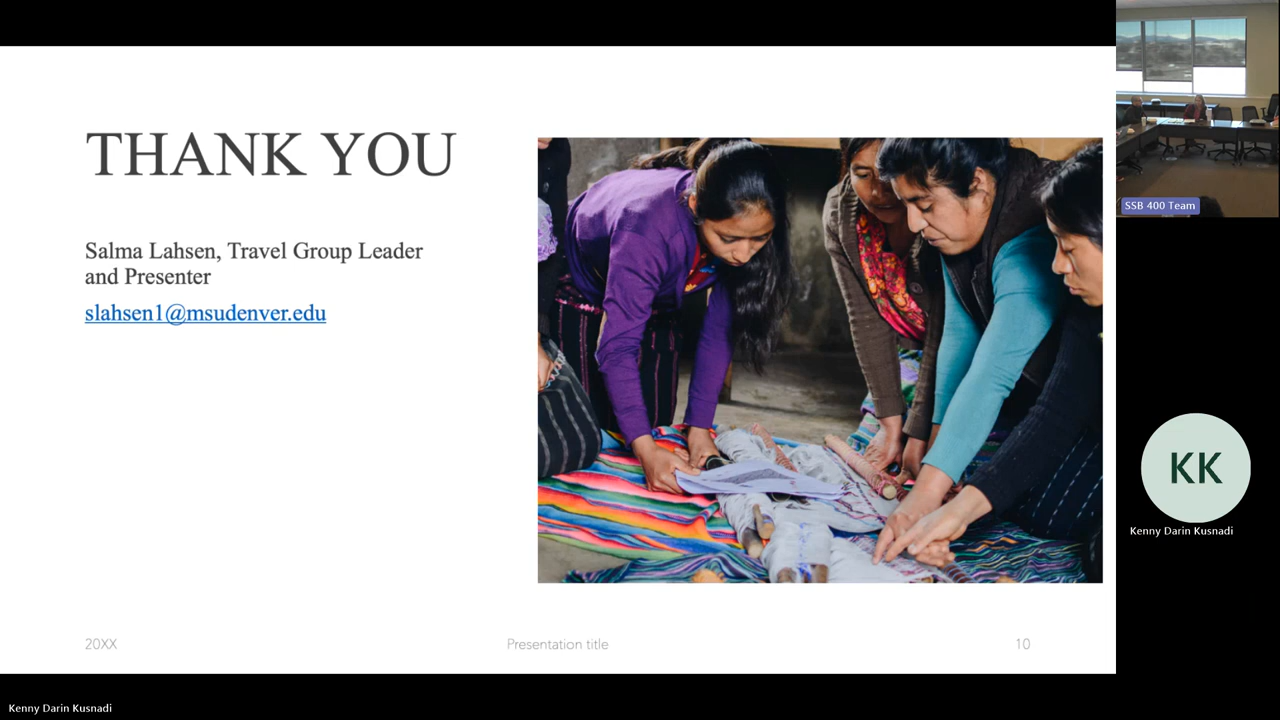 THANK YOU
Salma Lahsen, Travel Group Leader
and Presenter
slahsen1@msudenver.edu
20XX
Presentation title
10
SSB 400 Team
KK
Kenny Darin Kusnadi
Kenny Darin Kusnadi